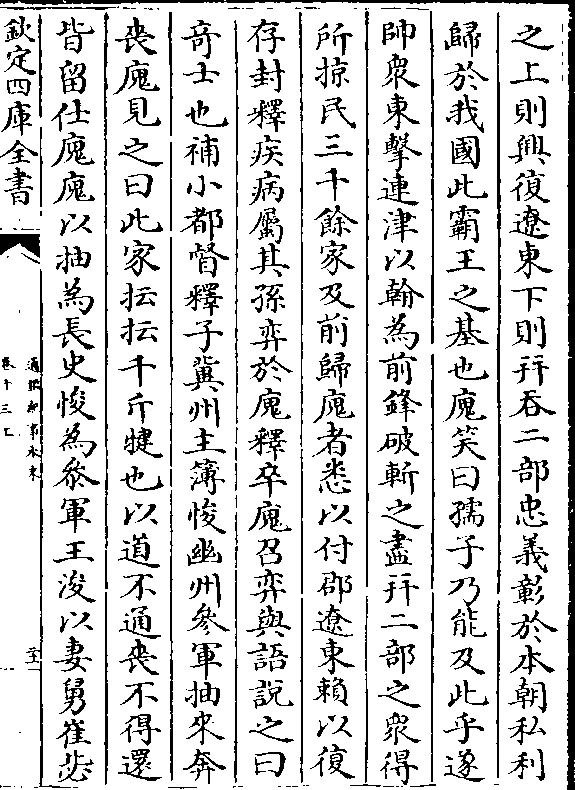 之上則興復遼東下則并吞二部忠義彰於本朝私利
歸於我國此霸王之基也廆笑曰孺子乃能及此乎遂
帥衆東擊連津以翰為前鋒破斬之盡并二部之衆得
所掠民三千餘家及前歸廆者悉以付郡遼東賴以復
存封釋疾病屬其孫弈於廆釋卒廆召弈與語說之曰
奇士也補小都督釋子冀州主簿悛幽州參軍抽來奔
喪廆見之曰此家抎抎千斤犍也以道不通喪不得還
皆留仕廆廆以抽為長史悛為叅軍王浚以妻舅崔毖
欽定四庫全書
通鑑紀事本末
卷十三上